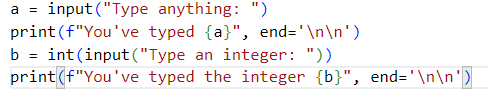 a = input("Type anything: ")
print(f"You've typed {a}", end='\n\n')
b = int(input("Type an integer: "))
print(f"You've typed the integer {b}", end='\n\n')